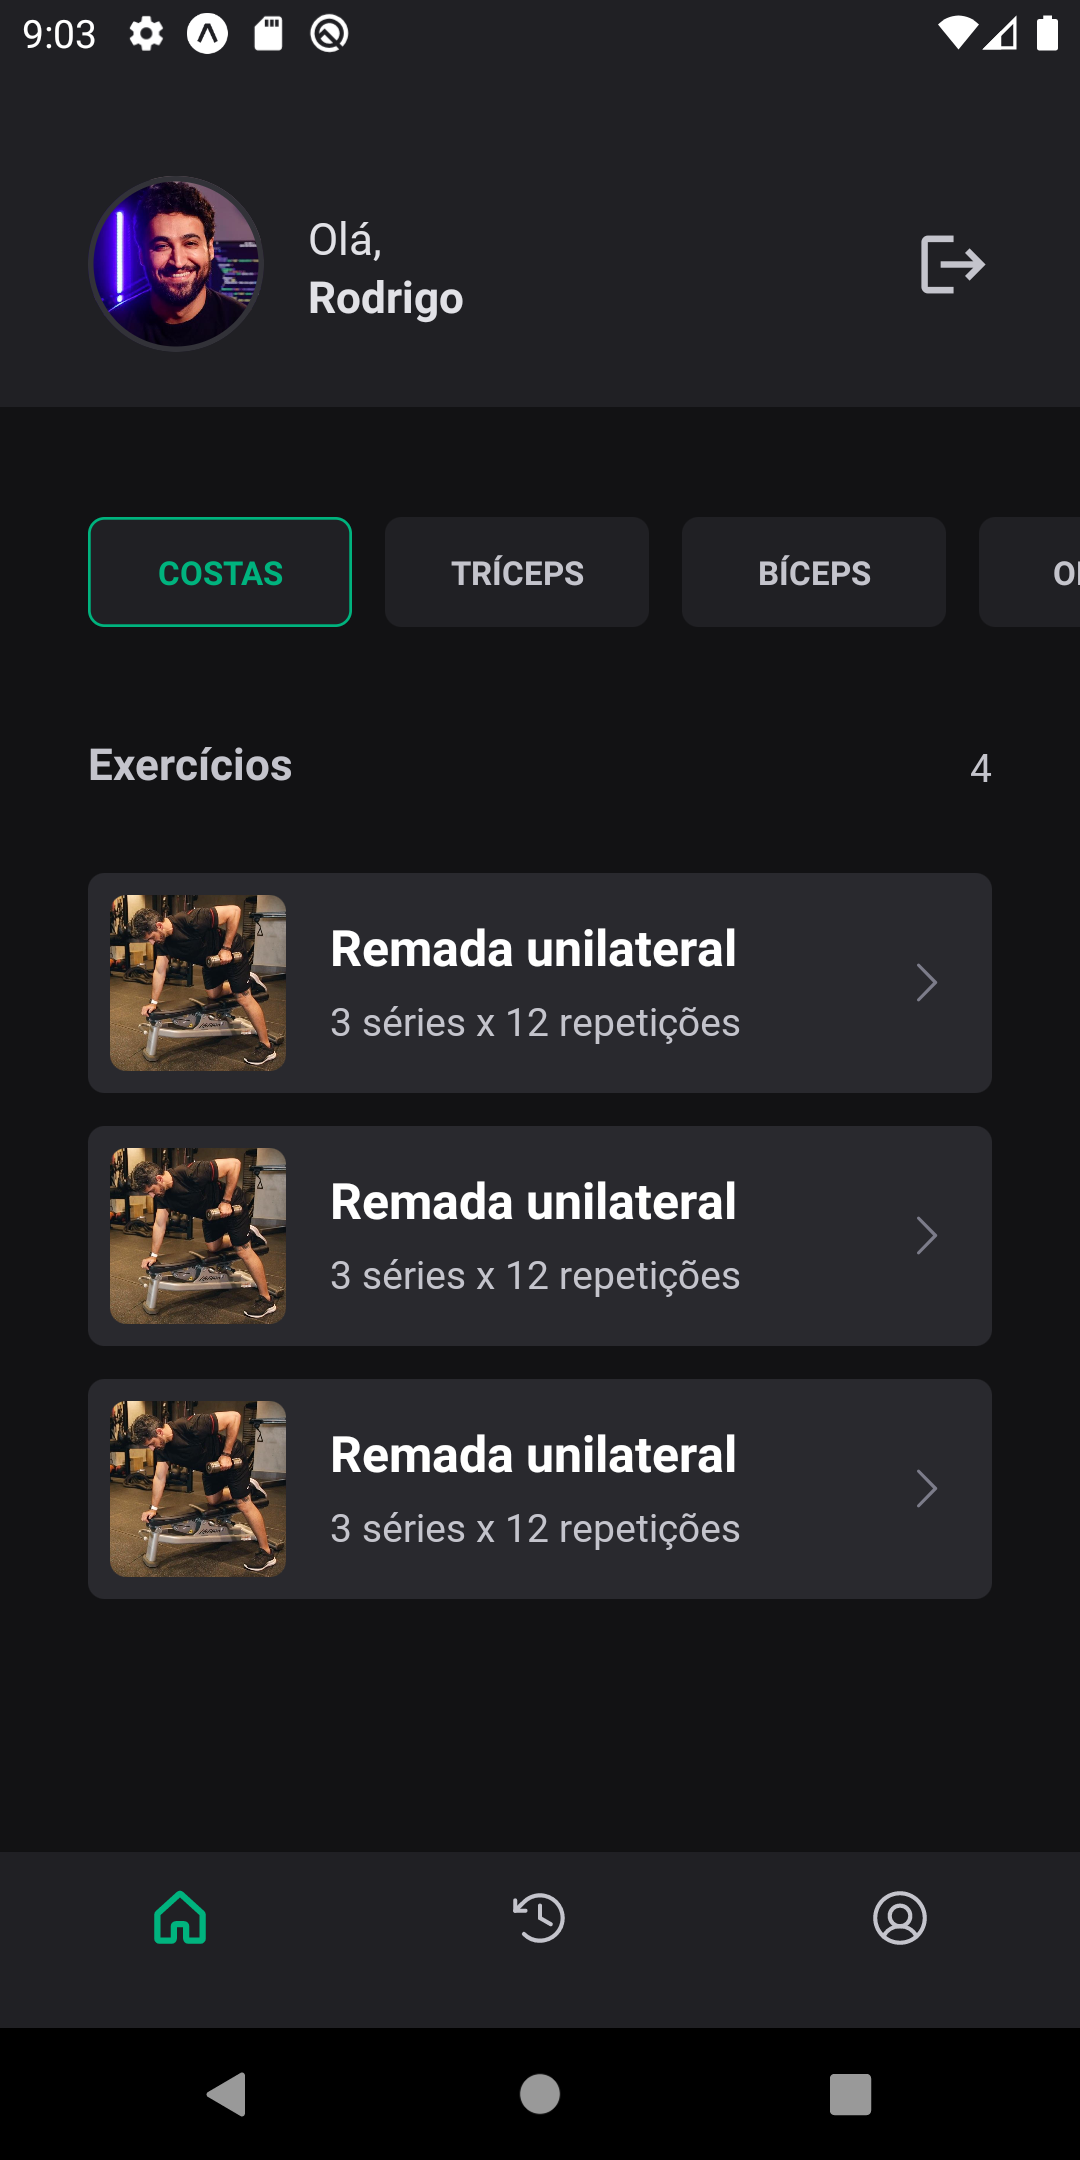 9:03
Olá,
Rodrigo
COSTAS
TRÍCEPS
BÍCEPS
Exercícios
4
Remada unilateral
3 séries x 12 repetições
Remada unilateral
3 séries x 12 repetições
Remada unilateral
3 séries x 12 repetições